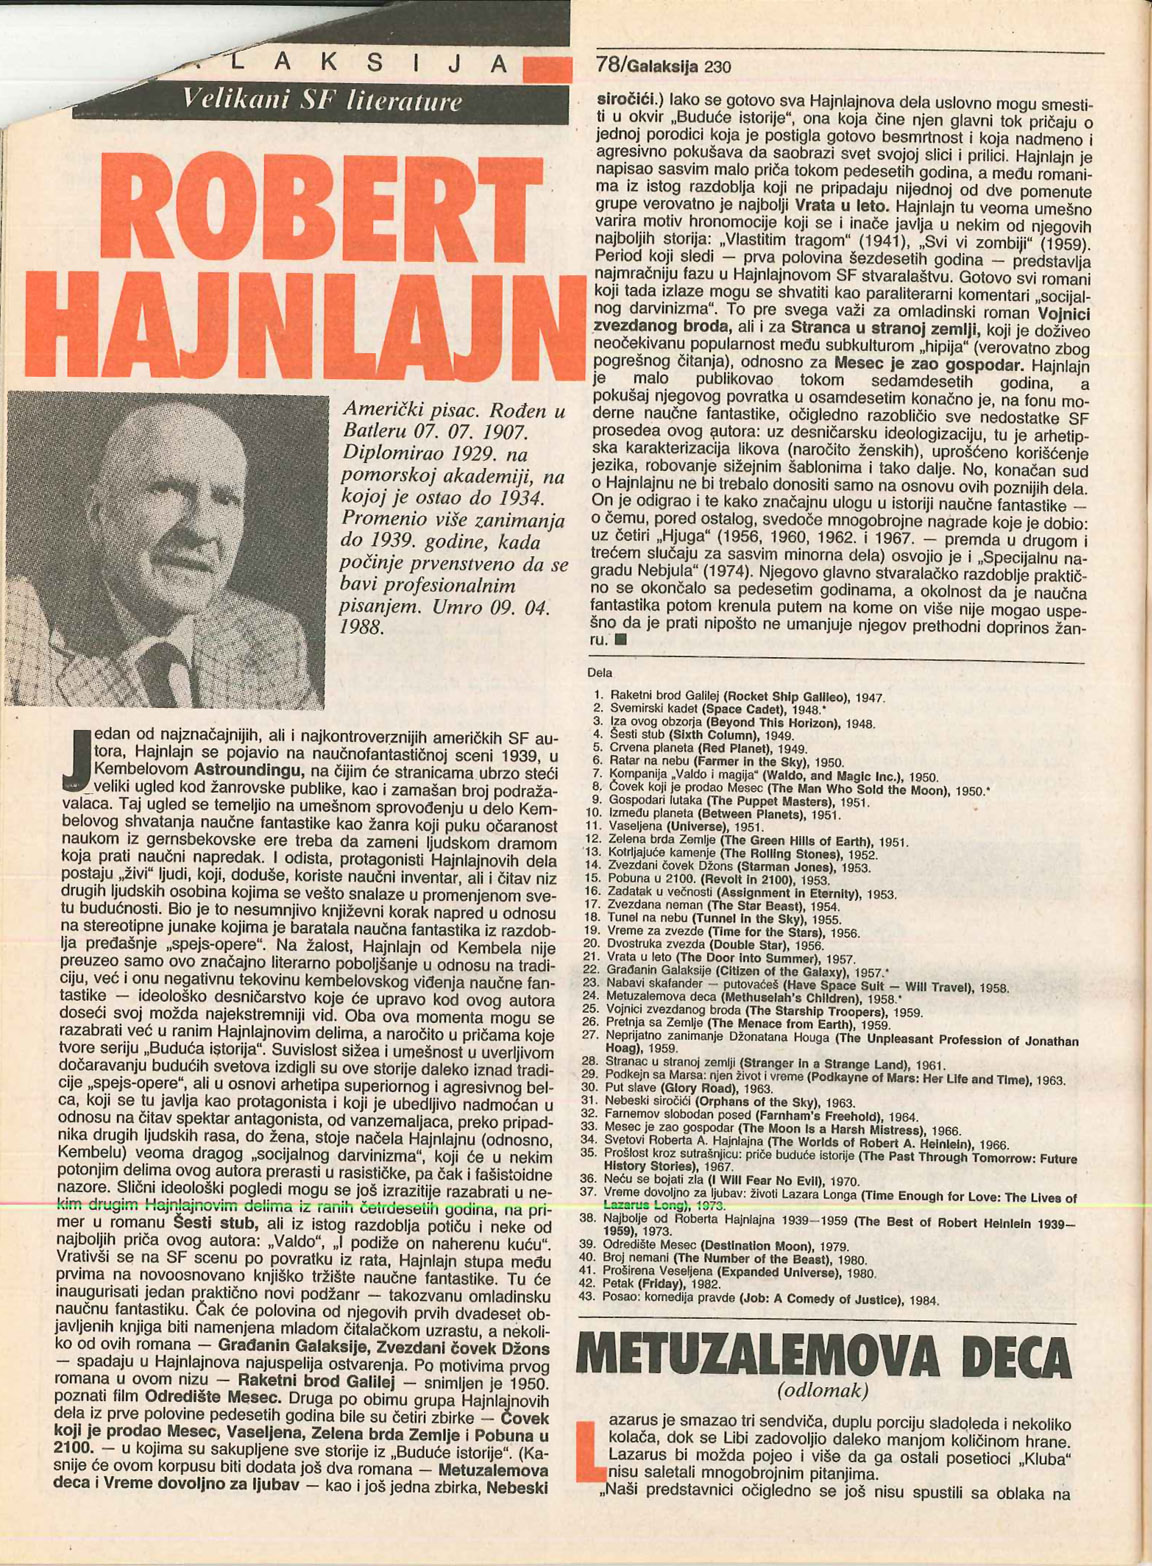 LAKSIJA
Velikani SF literature
ROBERT
HAJNLAJN
Američki pisac. Rođen u
Batleru 07. 07. 1907.
Diplomirao 1929. na
pomorskoj akademiji, na
kojoj je ostao do 1934.
Promenio više zanimanja
do 1939. godine, kada
počinje prvenstveno da se
bavi profesionalnim
pisanjem. Umro 09. 04.
1988.
Jedan od najznačajnijih, ali i najkontroverznijih američkih SF au-
tora, Hajnlajn se pojavio na naučnofantastičnoj sceni 1939, u
Kembelovom Astroundingu, na čijim će stranicama ubrzo steći
veliki ugled kod žanrovske publike, kao i zamašan broj podraža-
valaca. Taj ugled se temeljio na umešnom sprovođenju u delo Kem-
belovog shvatanja naučne fantastike kao žanra koji puku očaranost
naukom iz gernsbekovske ere treba da zameni ljudskom dramom
koja prati naučni napredak. I odista, protagonisti Hajnlajnovih dela
postaju „živi” ljudi, koji, doduše, koriste naučni inventar, ali i čitav niz
drugih ljudskih osobina kojima se vešto snalaze u promenjenom sve-
tu budućnosti. Bio je to nesumnjivo književni korak napred u odnosu
na stereotipne junake kojima je baratala naučna fantastika iz razdob-
lja pređašnje „spejs-opere”. Na žalost, Hajnlajn od Kembela nije
preuzeo samo ovo značajno literarno poboljšanje u odnosu na tradi-
ciju, već i onu negativnu tekovinu kembelovskog viđenja naučne fan-
tastike — ideološko desničarstvo koje će upravo kod ovog autora
doseći svoj možda najekstremniji vid. Oba ova momenta mogu se
razabrati već u ranim Hajnlajnovim delima, a naročito u pričama koje
tvore seriju „Buduća istorija”. Suvislost sižea i umešnost u uverljivom
dočaravanju budućih svetova izdigli su ove storije daleko iznad tradi-
cije „spejs-opere”, ali u osnovi arhetipa superiornog i agresivnog bel-
ca, koji se tu javlja kao protagonista i koji je ubedljivo nadmoćan u
odnosu na čitav spektar antagonista, od vanzemaljaca, preko pripad-
nika drugih ljudskih rasa, do žena, stoje načela Hajnlajnu (odnosno,
Kembelu) veoma dragog „socijalnog darvinizma”, koji će u nekim
potonjim delima ovog autora prerasti u rasističke, pa čak i fašistoidne
nazore. Slični ideološki pogledi mogu se još izrazitije razabrati u ne-
kim drugim Hajnlajnovim delima iz ranih četrdesetih godina, na pri-
mer u romanu Šesti stub, ali iz istog razdoblja potiču i neke od
najboljih priča ovog autora: „Valdo”, „I podiže on naherenu kuću”.
Vrativši se na SF scenu po povratku iz rata, Hajnlajn stupa među
prvima na novoosnovano knjiško tržište naučne fantastike. Tu će
inaugurisati jedan praktično novi podžanr — takozvanu omladinsku
naučnu fantastiku. Čak će polovina od njegovih prvih dvadeset ob-
javljenih knjiga biti namenjena mladom čitalačkom uzrastu, a nekoli-
ko od ovih romana — Građanin Galaksije, Zvezdani čovek Džons
— spadaju u Hajnlajnova najuspelija ostvarenja. Po motivima prvog
romana u ovom nizu — Raketni brod Galilej — snimljen je 1950.
poznati film Odredište Mesec. Druga po obimu grupa Hajnlajnovih
dela iz prve polovine pedesetih godina bile su četiri zbirke — Čovek
koji je prodao Mesec, Vaseljena, Zelena brda Zemlje i Pobuna u
2100. — u kojima su sakupljene sve storije iz „Buduće istorije”. (Ka-
snije će ovom korpusu biti dodata još dva romana — Metuzalemova
deca i Vreme dovoljno za ljubav — kao i još jedna zbirka, Nebeski
78/Galaksija 230
siročići.) Iako se gotovo sva Hajnlajnova dela uslovno mogu smesti-
ti u okvir „Buduće istorije”, ona koja čine njen glavni tok pričaju o
jednoj porodici koja je postigla gotovo besmrtnost i koja nadmeno i
agresivno pokušava da saobrazi svet svojoj slici i prilici. Hajnlajn je
napisao sasvim malo priča tokom pedesetih godina, a među romani-
ma iz istog razdoblja koji ne pripadaju nijednoj od dve pomenute
grupe verovatno je najbolji Vrata u leto. Hajnlajn tu veoma umešno
varira motiv hronomocije koji se i inače javlja u nekim od njegovih
najboljih storija: „Vlastitim tragom” (1941), „Svi vi zombiji” (1959).
Period koji sledi — prva polovina šezdesetih godina — predstavlja
najmračniju fazu u Hajnlajnovom SF stvaralaštvu. Gotovo svi romani
koji tada izlaze mogu se shvatiti kao paraliterarni komentari „socijal-
nog darvinizma”. To pre svega važi za omladinski roman Vojnici
zvezdanog broda, ali i za Stranca u stranoj zemlji, koji je doživeo
neočekivanu popularnost među subkulturom „hipija” (verovatno zbog
pogrešnog čitanja), odnosno za Mesec je zao gospodar. Hajnlajn
je malo publikovao tokom sedamdesetih godina, a
pokušaj njegovog povratka u osamdesetim konačno je, na fonu mo-
derne naučne fantastike, očigledno razobličio sve nedostatke SF
prosedea ovog autora: uz desničarsku ideologizaciju, tu je arhetip-
ska karakterizacija likova (naročito ženskih), uprošćeno korišćenje
jezika, robovanje sižejnim šablonima i tako dalje. No, konačan sud
o Hajnlajnu ne bi trebalo donositi samo na osnovu ovih poznijih dela.
On je odigrao i te kako značajnu ulogu u istoriji naučne fantastike —
o čemu, pored ostalog, svedoče mnogobrojne nagrade koje je dobio:
uz četiri „Hjuga” (1956, 1960, 1962. i 1967. — premda u drugom i
trećem slučaju za sasvim minorna dela) osvojio je i „Specijalnu na-
gradu Nebjula” (1974). Njegovo glavno stvaralačko razdoblje praktič-
no se okončalo sa pedesetim godinama, a okolnost da je naučna
fantastika potom krenula putem na kome on više nije mogao uspe-
šno da je prati nipošto ne umanjuje njegov prethodni doprinos žan-
ru. ■
Dela
1. Raketni brod Galilej (Rocket Ship Galileo), 1947.
2. Svemirski kadet (Space Cadet), 1948.*
3. Iza ovog obzorja (Beyond This Horizon), 1948.
4. Šesti stub (Sixth Column), 1949.
5. Crvena planeta (Red Planet), 1949.
6. Ratar na nebu (Farmer in the Sky), 1950.
7. Kompanija „Valdo i magija” (Waldo, and Magic Inc.), 1950.
8. Čovek koji je prodao Mesec (The Man Who Sold the Moon), 1950.*
9. Gospodari lutaka (The Puppet Masters), 1951.
10. Između planeta (Between Planets), 1951.
11. Vaseljena (Universe), 1951.
12. Zelena brda Zemlje (The Green Hills of Earth), 1951.
13. Kotrljajuće kamenje (The Rolling Stones), 1952.
14. Zvezdani čovek Džons (Starman Jones), 1953.
15. Pobuna u 2100. (Revolt in 2100), 1953.
16. Zadatak u večnosti (Assignment in Eternity), 1953.
17. Zvezdana neman (The Star Beast), 1954.
18. Tunel na nebu (Tunnel in the Sky), 1955.
19. Vreme za zvezde (Time for the Stars), 1956.
20. Dvostruka zvezda (Double Star), 1956.
21. Vrata u leto (The Door into Summer), 1957.
22. Građanin Galaksije (Citizen of the Galaxy), 1957.*
23. Nabavi skafander — putovaćeš (Have Space Suit — Will Travel), 1958.
24. Metuzalemova deca (Methuselah's Children), 1958.*
25. Vojnici zvezdanog broda (The Starship Troopers), 1959.
26. Pretnja sa Zemlje (The Menace from Earth), 1959.
27. Neprijatno zanimanje Džonatana Houga (The Unpleasant Profession of Jonathan
Hoag), 1959.
28. Stranac u stranoj zemlji (Stranger in a Strange Land), 1961.
29. Podkejn sa Marsa: njen život i vreme (Podkayne of Mars: Her Life and Time), 1963.
30. Put slave (Glory Road), 1963.
31. Nebeski siročići (Orphans of the Sky), 1963.
32. Farnemov slobodan posed (Farnham's Freehold), 1964.
33. Mesec je zao gospodar (The Moon Is a Harsh Mistress), 1966.
34. Svetovi Roberta A. Hajnlajna (The Worlds of Robert A. Heinlein), 1966.
35. Prošlost kroz sutrašnjicu: priče buduće istorije (The Past Through Tomorrow: Future
History Stories), 1967.
36. Neću se bojati zla (I Will Fear No Evil), 1970.
37. Vreme dovoljno za ljubav: životi Lazara Longa (Time Enough for Love: The Lives of
Lazarus Long), 1973.
38. Najbolje od Roberta Hajnlajna 1939—1959 (The Best of Robert Heinlein 1939—
1959), 1973.
39. Odredište Mesec (Destination Moon), 1979.
40. Broj nemani (The Number of the Beast), 1980.
41. Proširena Veseljena (Expanded Universe), 1980.
42. Petak (Friday), 1982.
43. Posao: komedija pravde (Job: A Comedy of Justice), 1984.
METUZALEMOVA DECA
(odlomak)
Lazarus je smazao tri sendviča, duplu porciju sladoleda i nekoliko
kolača, dok se Libi zadovoljio daleko manjom količinom hrane.
Lazarus bi možda pojeo i više da ga ostali posetioci „Kluba”
nisu saletali mnogobrojnim pitanjima.
„Naši predstavnici očigledno se još nisu spustili sa oblaka na